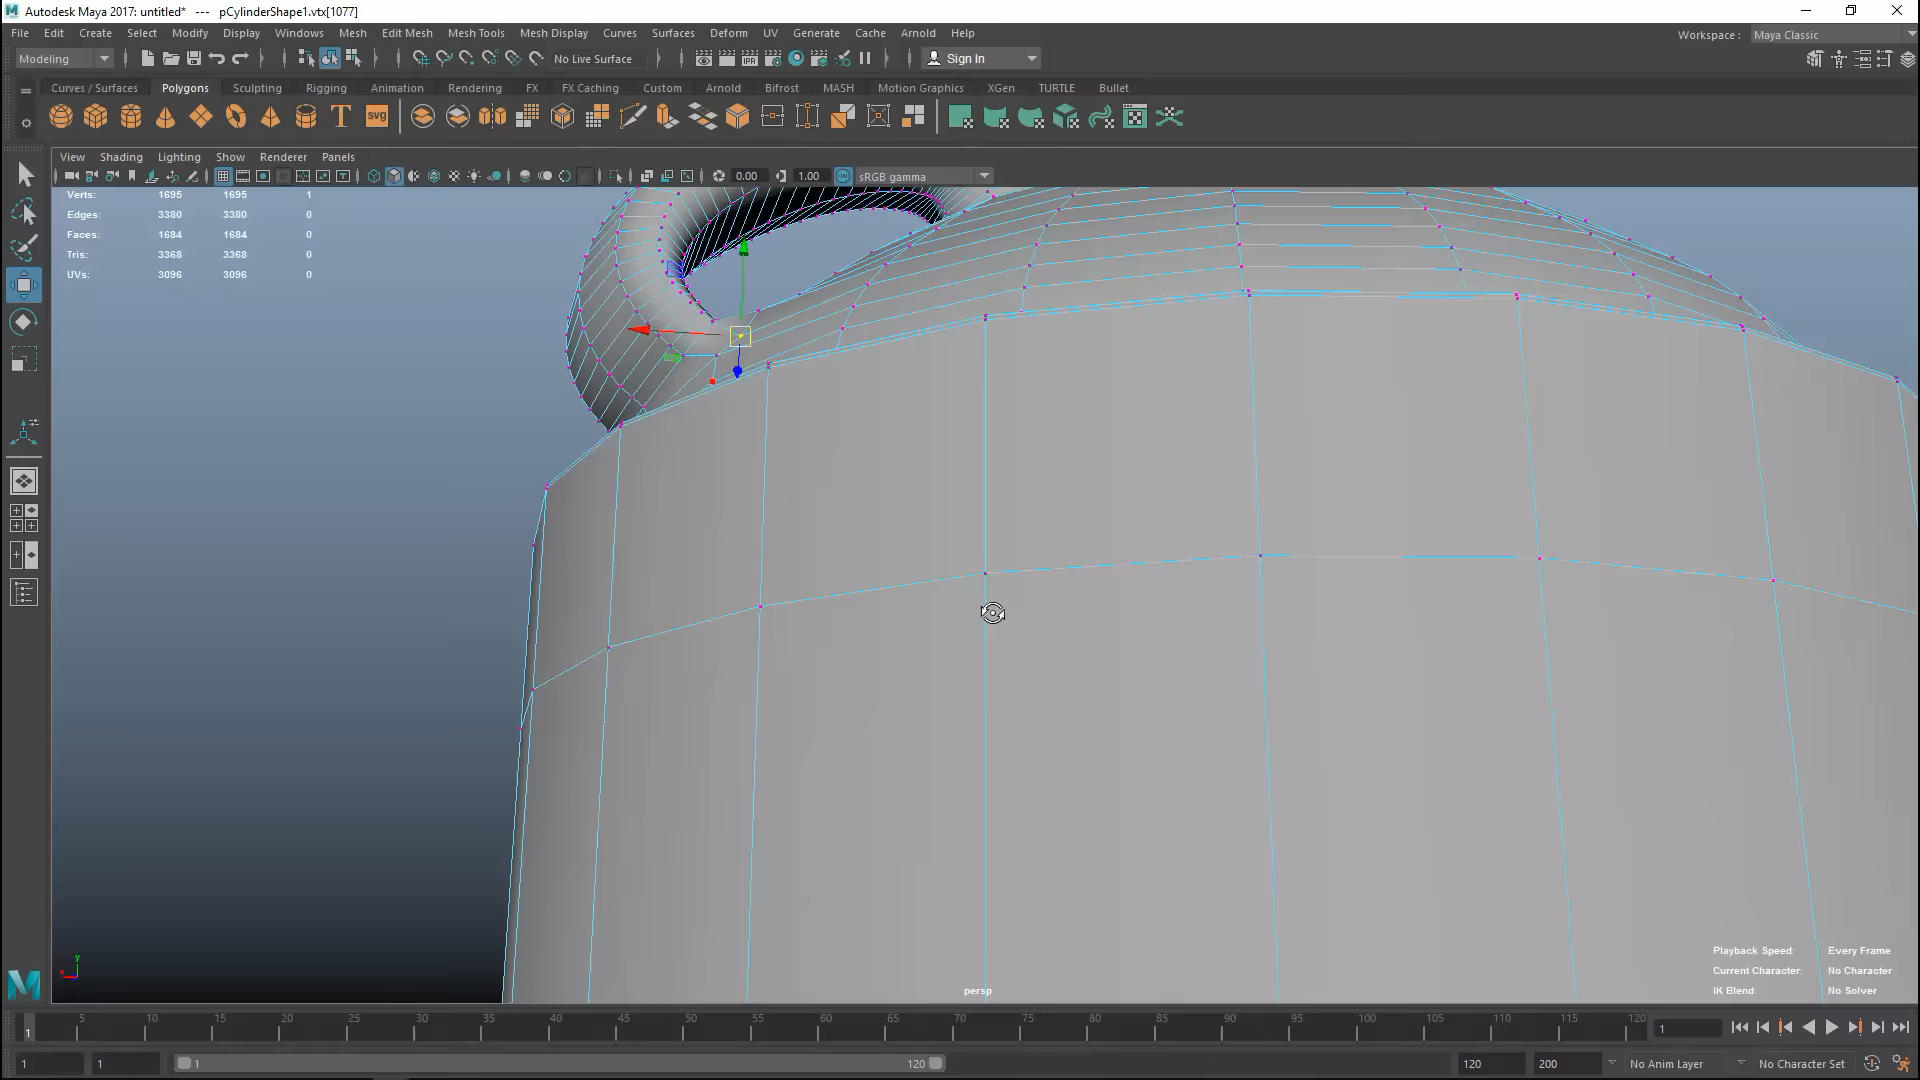 Autodesk Maya 2017: untitled*   ---   pCylinderShape1.vtx[1077]
File Edit Create Select Modify Display Windows Mesh Edit Mesh Mesh Tools Mesh Display Curves Surfaces Deform UV Generate Cache Arnold Help
Workspace : Maya Classic
Modeling No Live Surface Sign In
Curves / Surfaces Polygons Sculpting Rigging Animation Rendering FX FX Caching Custom Arnold Bifrost MASH Motion Graphics XGen TURTLE Bullet
T svg
View Shading Lighting Show Renderer Panels
0.00 1.00 ON sRGB gamma
Verts: 1695 1695 1
Edges: 3380 3380 0
Faces: 1684 1684 0
Tris: 3368 3368 0
UVs: 3096 3096 0
Playback Speed: Every Frame
Current Character: No Character
IK Blend: No Solver
y
x
persp
1 5 10 15 20 25 30 35 40 45 50 55 60 65 70 75 80 85 90 95 100 105 110 115 120 1
1 1 1 120 120 200 No Anim Layer No Character Set